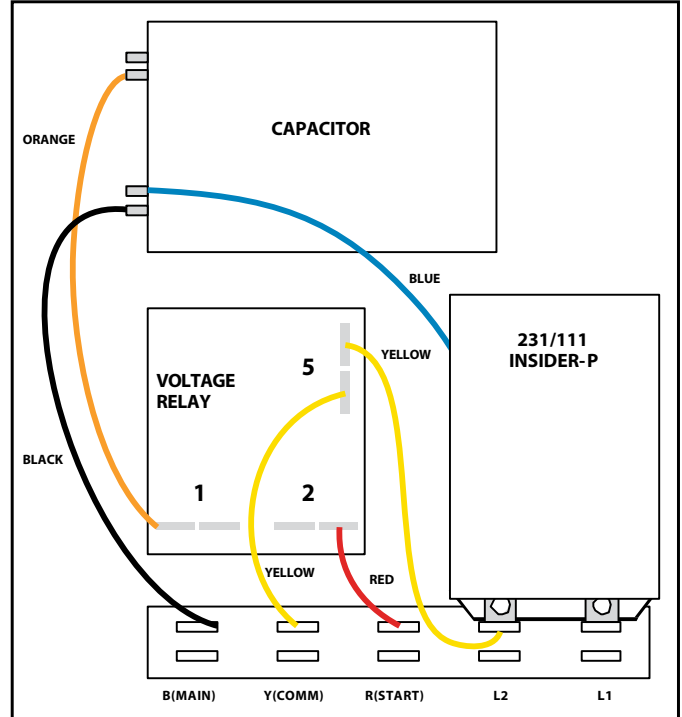 CAPACITOR
ORANGE
BLUE
231/111
INSIDER-P
YELLOW
5
VOLTAGE
RELAY
BLACK
1
2
YELLOW
RED
B(MAIN)
Y(COMM)
R(START)
L2
L1